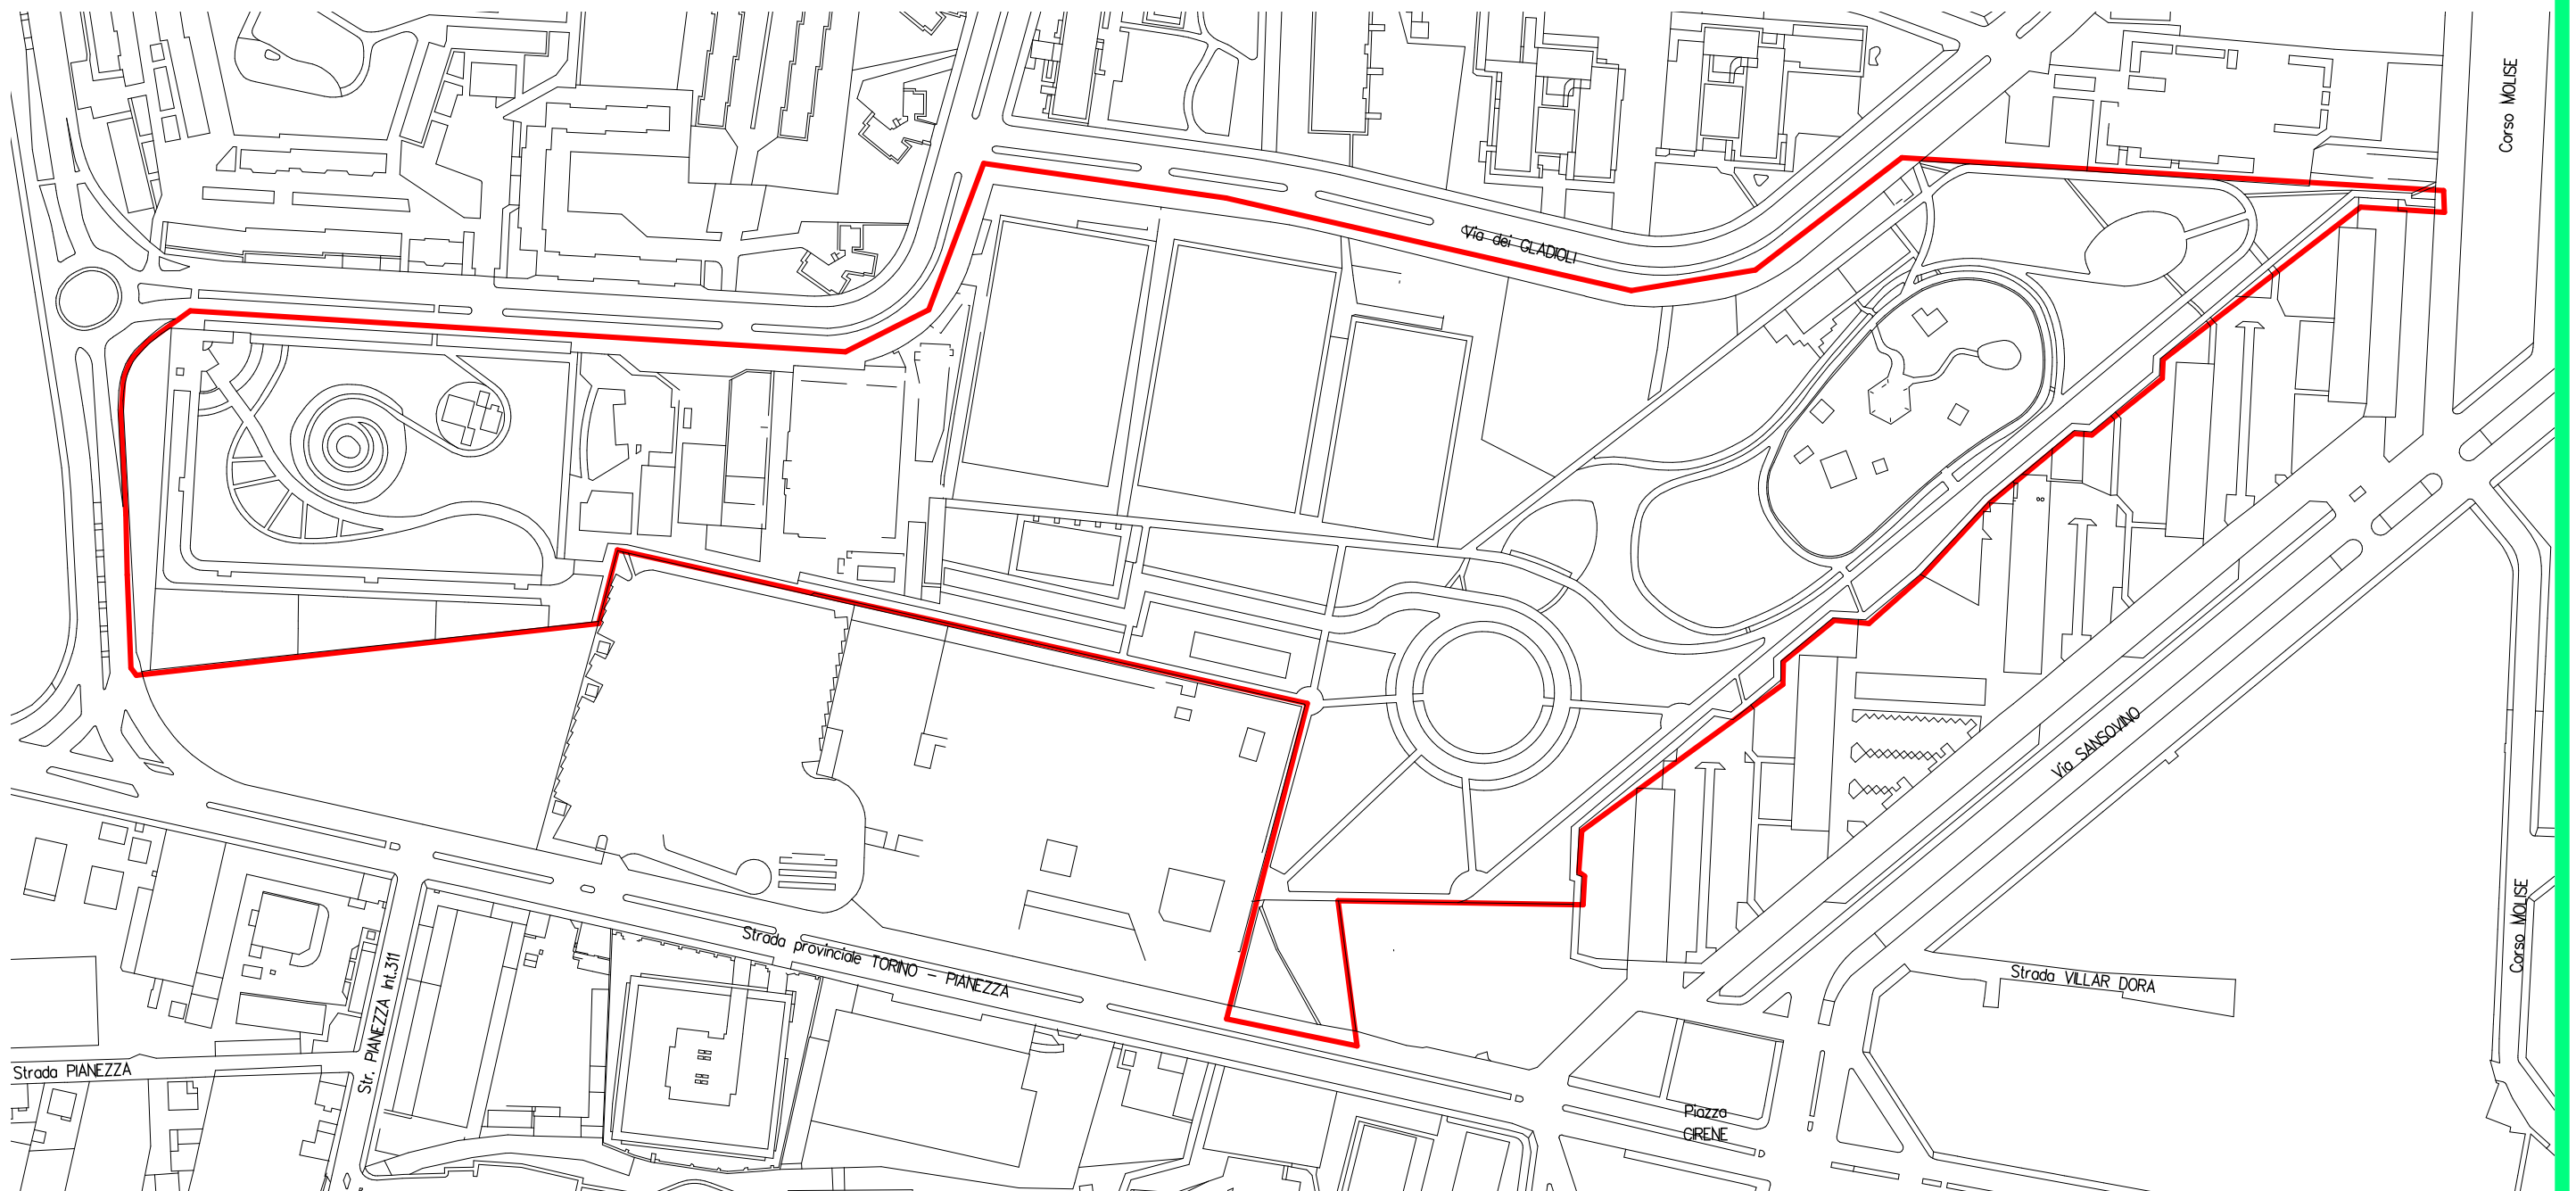 Corso MOLISE
Via dei GLADIOLI
Via SANSOVINO
Corso MOLISE
Strada provinciale TORINO - PIANEZZA
Strada VILLAR DORA
Str. PIANEZZA Int.311
Strada PIANEZZA
Piazza
CIRENE